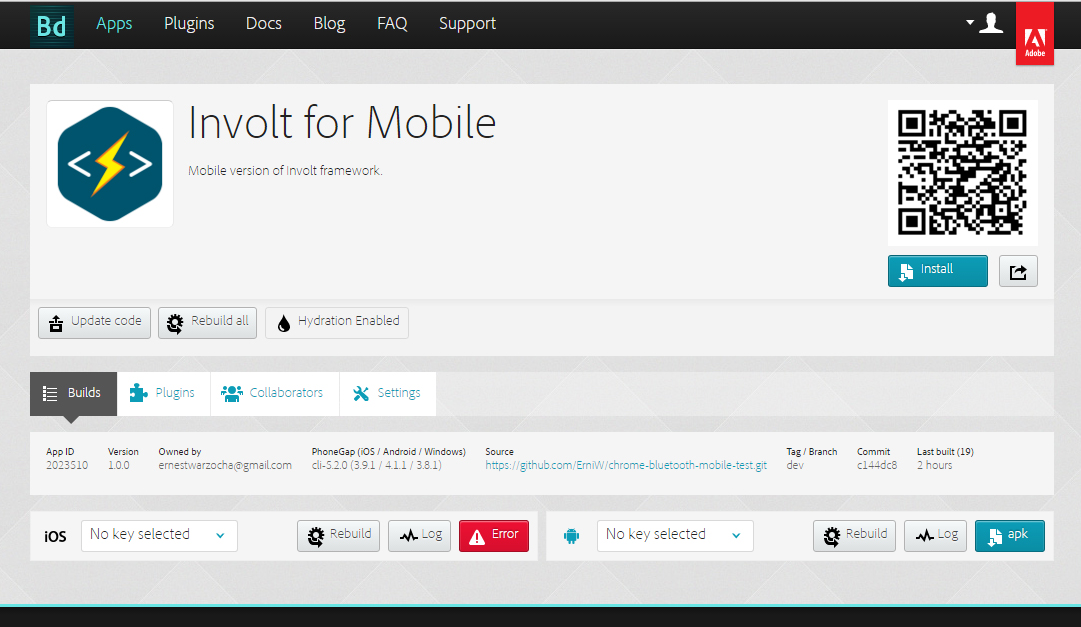 Bd Apps Plugins Docs Blog FAQ Support
Adobe
Involt for Mobile
Mobile version of Involt framework.
Install
Update code Rebuild all Hydration Enabled
Builds Plugins Collaborators Settings
App ID Version Owned by PhoneGap (iOS / Android / Windows) Source Tag / Branch Commit Last built (19)
2023510 1.0.0 ernestwarzocha@gmail.com cli-5.2.0 (3.9.1 / 4.1.1 / 3.8.1) https://github.com/ErniW/chrome-bluetooth-mobile-test.git dev c144dc8 2 hours
iOS No key selected Rebuild Log Error No key selected Rebuild Log apk